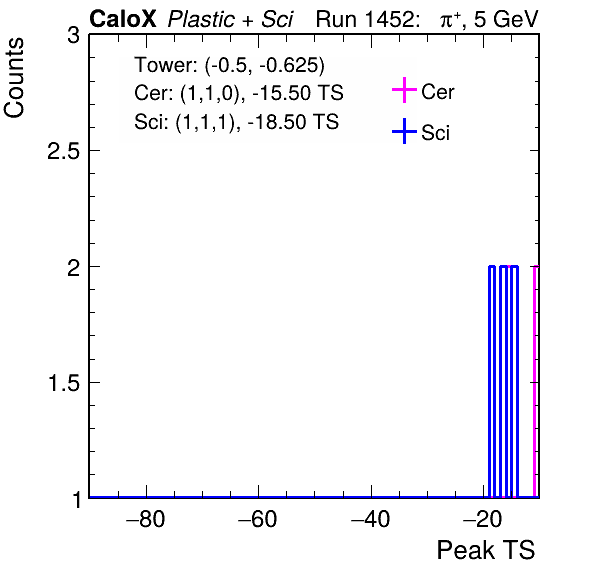 CaloX Plastic + Sci Run 1452: π⁺, 5 GeV
Counts
3
2.5
2
1.5
1
Tower: (-0.5, -0.625)
Cer: (1,1,0), -15.50 TS
Sci: (1,1,1), -18.50 TS
Cer
Sci
−80 −60 −40 −20
Peak TS